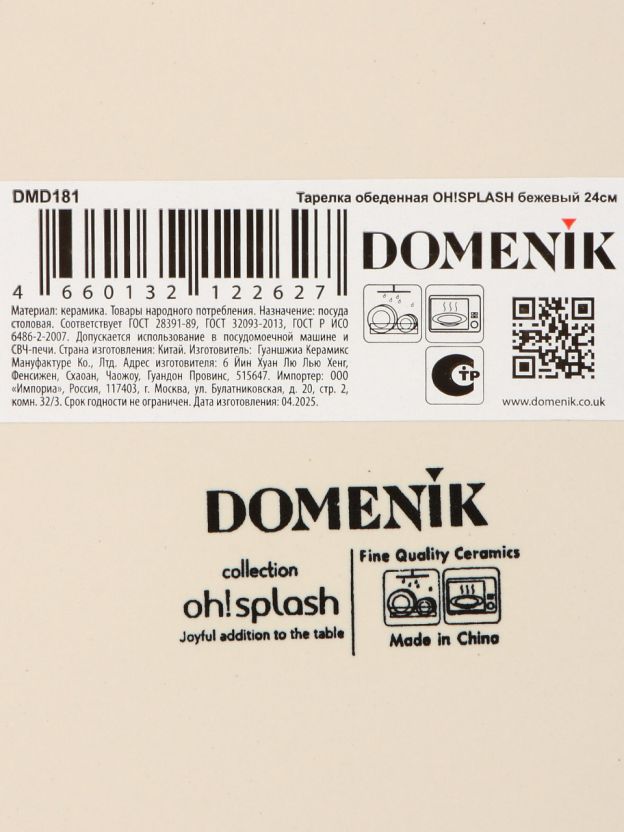 DMD181
Тарелка обеденная OH!SPLASH бежевый 24см
4 660132 122627
DOMENIK
Материал: керамика. Товары народного потребления. Назначение: посуда
столовая. Соответствует ГОСТ 28391-89, ГОСТ 32093-2013, ГОСТ Р ИСО
6486-2-2007. Допускается использование в посудомоечной машине и
СВЧ-печи. Страна изготовления: Китай. Изготовитель: Гуаншжиа Керамикс
Мануфактуре Ко., Лтд. Адрес изготовителя: 6 Йин Хуан Лю Лью Хенг,
Фенсижен, Схаоан, Чаожоу, Гуандон Провинс, 515647. Импортер: ООО
«Импориа», Россия, 117403, г. Москва, ул. Булатниковская, д. 20, стр. 2,
комн. 32/3. Срок годности не ограничен. Дата изготовления: 04.2025.
СТР
www.domenik.co.uk
DOMENIK
collection
oh!splash
Joyful addition to the table
Fine Quality Ceramics
Made in China